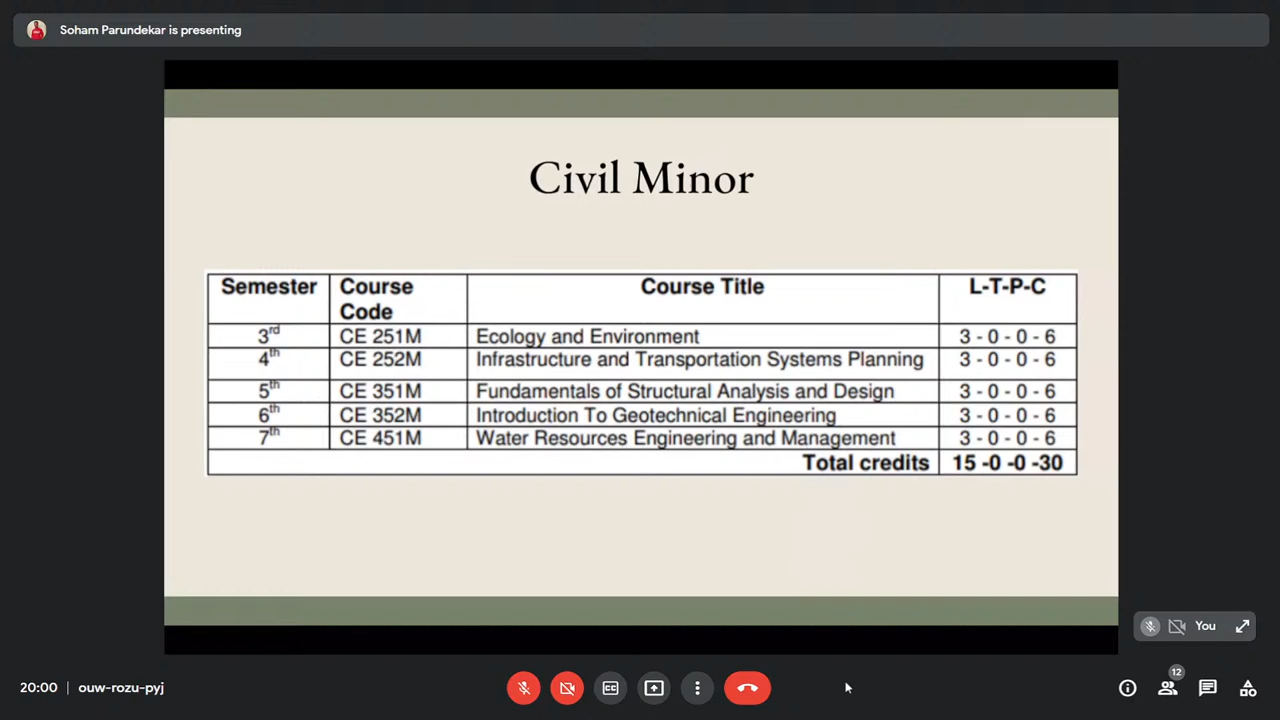 Soham Parundekar is presenting
Civil Minor
Semester Course Code Course Title L-T-P-C
3rd CE 251M Ecology and Environment 3 - 0 - 0 - 6
4th CE 252M Infrastructure and Transportation Systems Planning 3 - 0 - 0 - 6
5th CE 351M Fundamentals of Structural Analysis and Design 3 - 0 - 0 - 6
6th CE 352M Introduction To Geotechnical Engineering 3 - 0 - 0 - 6
7th CE 451M Water Resources Engineering and Management 3 - 0 - 0 - 6
Total credits 15 -0 -0 -30
You
20:00 | ouw-rozu-pyj
CC
12